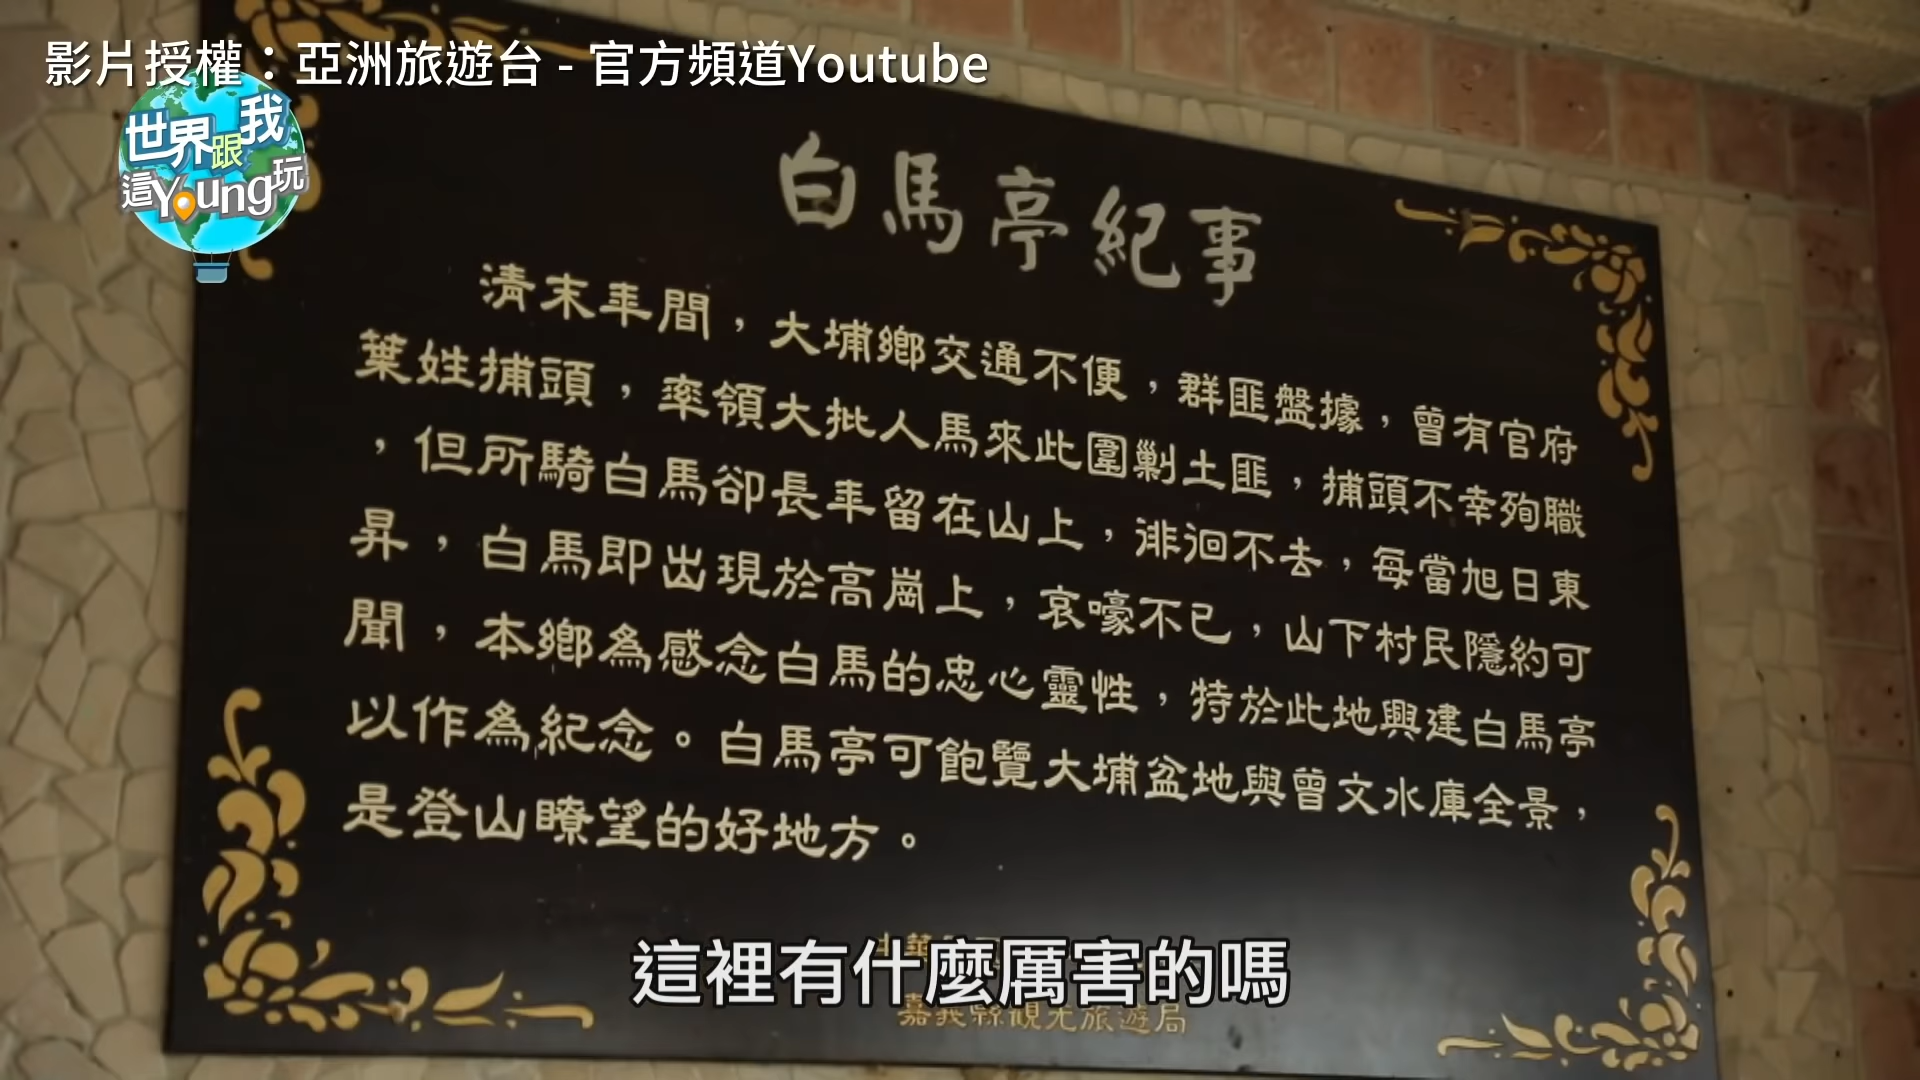 影片授權：亞洲旅遊台 - 官方頻道Youtube
世界跟我
這Young玩
白馬亭紀事
清末年間，大埔鄉交通不便，群匪盤據，曾有官府
葉姓捕頭，率領大批人馬來此圍剿土匪，捕頭不幸殉職
，但所騎白馬卻長年留在山上，徘徊不去，每當旭日東
昇，白馬即出現於高崗上，哀嚎不已，山下村民隱約可
聞，本鄉為感念白馬的忠心靈性，特於此地興建白馬亭
以作為紀念。白馬亭可飽覽大埔盆地與曾文水庫全景，
是登山瞭望的好地方。
這裡有什麼厲害的嗎
嘉義縣觀光旅遊局